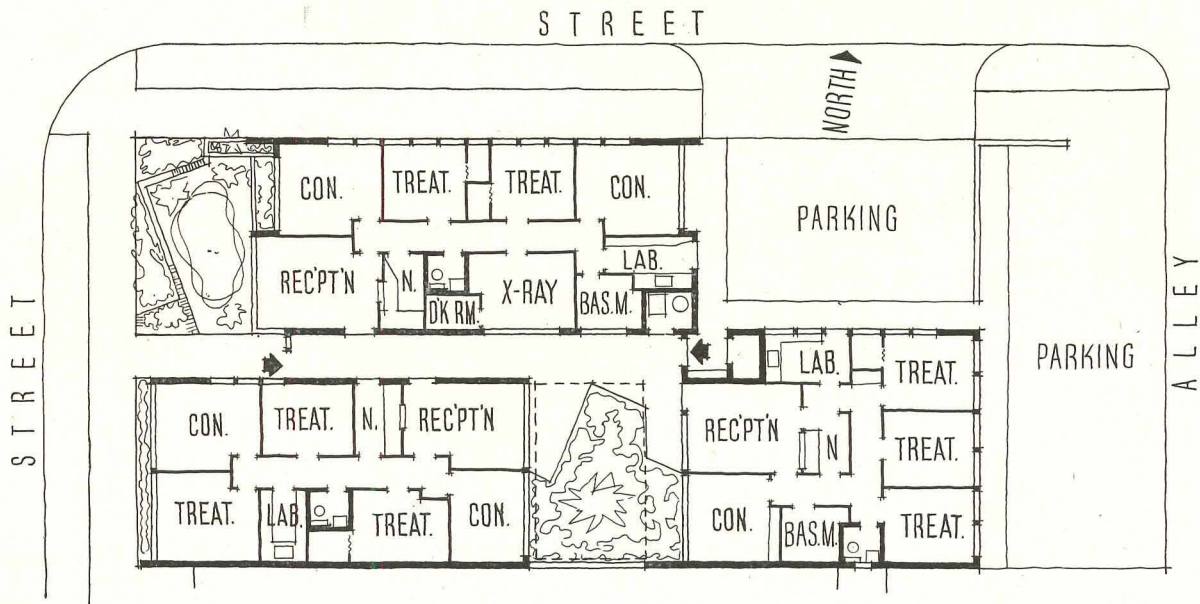 STREET
NORTH
CON.
TREAT.
TREAT.
CON.
PARKING
REC'PT'N
N.
D'K RM.
X-RAY
BAS.M.
LAB.
STREET
ALLEY
PARKING
LAB.
TREAT.
CON.
TREAT.
N.
REC'PT'N
REC'PT'N
N
TREAT.
TREAT.
LAB.
TREAT.
CON.
CON.
BAS.M.
TREAT.